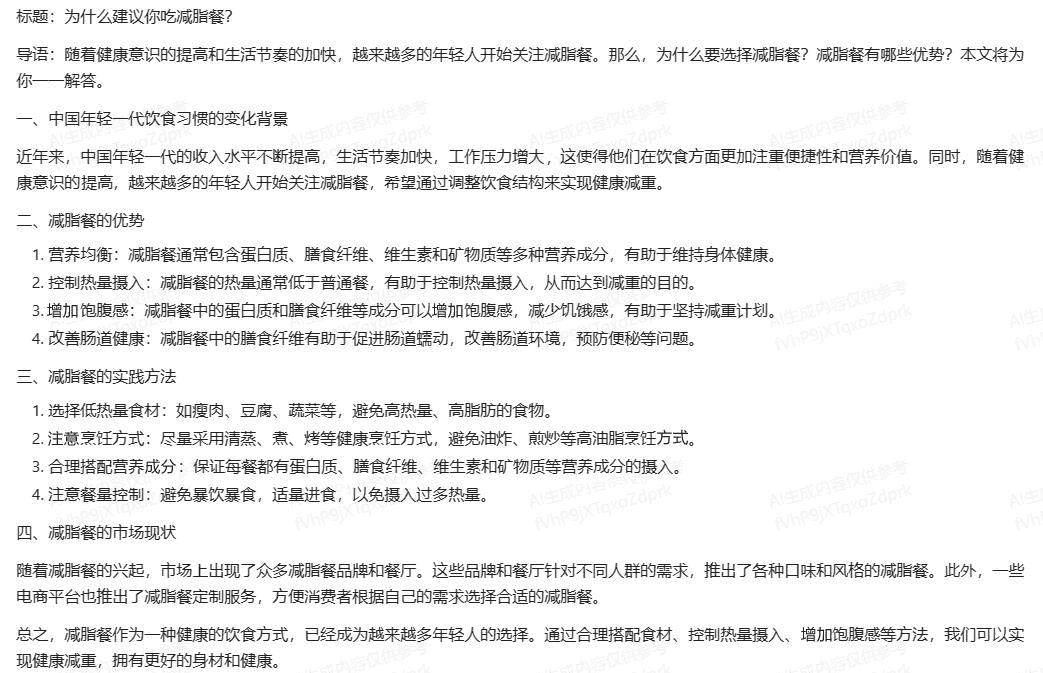 标题：为什么建议你吃减脂餐？
导语：随着健康意识的提高和生活节奏的加快，越来越多的年轻人开始关注减脂餐。那么，为什么要选择减脂餐？减脂餐有哪些优势？本文将为
你一一解答。
一、中国年轻一代饮食习惯的变化背景
近年来，中国年轻一代的收入水平不断提高，生活节奏加快，工作压力增大，这使得他们在饮食方面更加注重便捷性和营养价值。同时，随着健
康意识的提高，越来越多的年轻人开始关注减脂餐，希望通过调整饮食结构来实现健康减重。
二、减脂餐的优势
1. 营养均衡：减脂餐通常包含蛋白质、膳食纤维、维生素和矿物质等多种营养成分，有助于维持身体健康。
2. 控制热量摄入：减脂餐的热量通常低于普通餐，有助于控制热量摄入，从而达到减重的目的。
3. 增加饱腹感：减脂餐中的蛋白质和膳食纤维等成分可以增加饱腹感，减少饥饿感，有助于坚持减重计划。
4. 改善肠道健康：减脂餐中的膳食纤维有助于促进肠道蠕动，改善肠道环境，预防便秘等问题。
三、减脂餐的实践方法
1. 选择低热量食材：如瘦肉、豆腐、蔬菜等，避免高热量、高脂肪的食物。
2. 注意烹饪方式：尽量采用清蒸、煮、烤等健康烹饪方式，避免油炸、煎炒等高油脂烹饪方式。
3. 合理搭配营养成分：保证每餐都有蛋白质、膳食纤维、维生素和矿物质等营养成分的摄入。
4. 注意餐量控制：避免暴饮暴食，适量进食，以免摄入过多热量。
四、减脂餐的市场现状
随着减脂餐的兴起，市场上出现了众多减脂餐品牌和餐厅。这些品牌和餐厅针对不同人群的需求，推出了各种口味和风格的减脂餐。此外，一些
电商平台也推出了减脂餐定制服务，方便消费者根据自己的需求选择合适的减脂餐。
总之，减脂餐作为一种健康的饮食方式，已经成为越来越多年轻人的选择。通过合理搭配食材、控制热量摄入、增加饱腹感等方法，我们可以实
现健康减重，拥有更好的身材和健康。
AI生成内容仅供参考
fVhP9jXTqxoZdprk